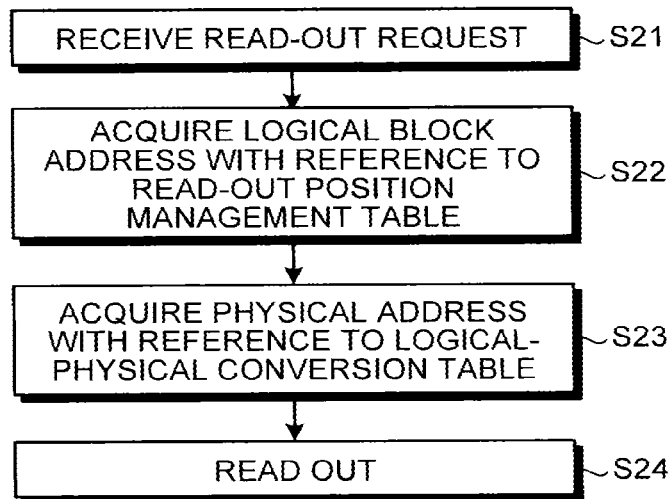 RECEIVE READ-OUT REQUEST
S21
ACQUIRE LOGICAL BLOCK
ADDRESS WITH REFERENCE TO
READ-OUT POSITION
MANAGEMENT TABLE
S22
ACQUIRE PHYSICAL ADDRESS
WITH REFERENCE TO LOGICAL-
PHYSICAL CONVERSION TABLE
S23
READ OUT
S24